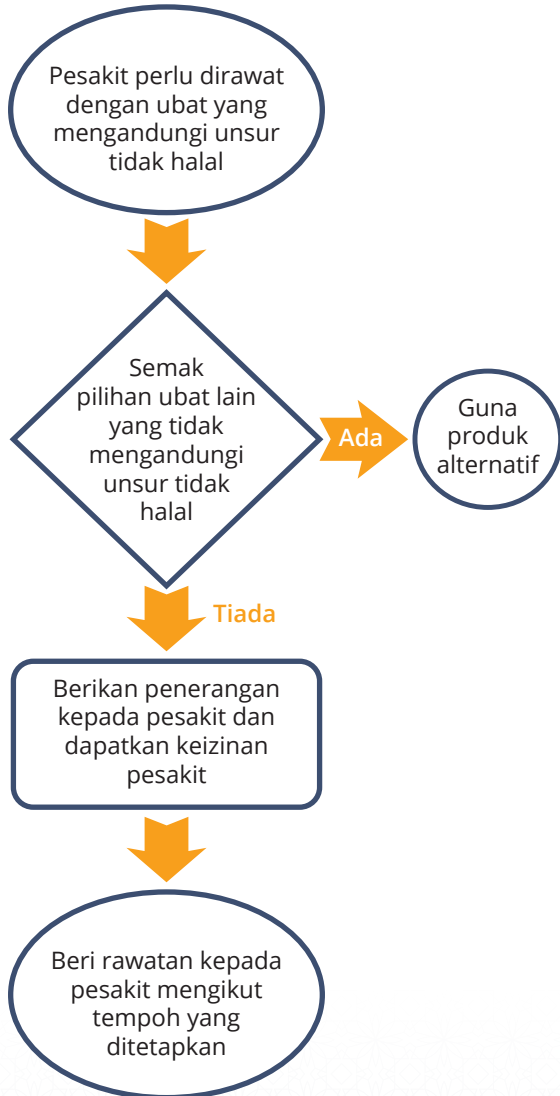 Pesakit perlu dirawat
dengan ubat yang
mengandungi unsur
tidak halal
Semak
pilihan ubat lain
yang tidak
mengandungi
unsur tidak
halal
Ada
Guna
produk
alternatif
Tiada
Berikan penerangan
kepada pesakit dan
dapatkan keizinan
pesakit
Beri rawatan kepada
pesakit mengikut
tempoh yang
ditetapkan